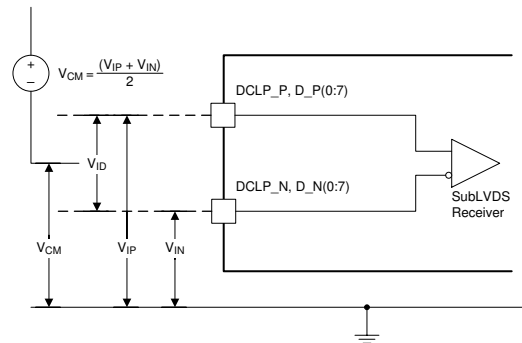 +
−
V_CM = (V_IP + V_IN) / 2
DCLP_P, D_P(0:7)
V_ID
DCLP_N, D_N(0:7)
SubLVDS
Receiver
V_CM
V_IP
V_IN